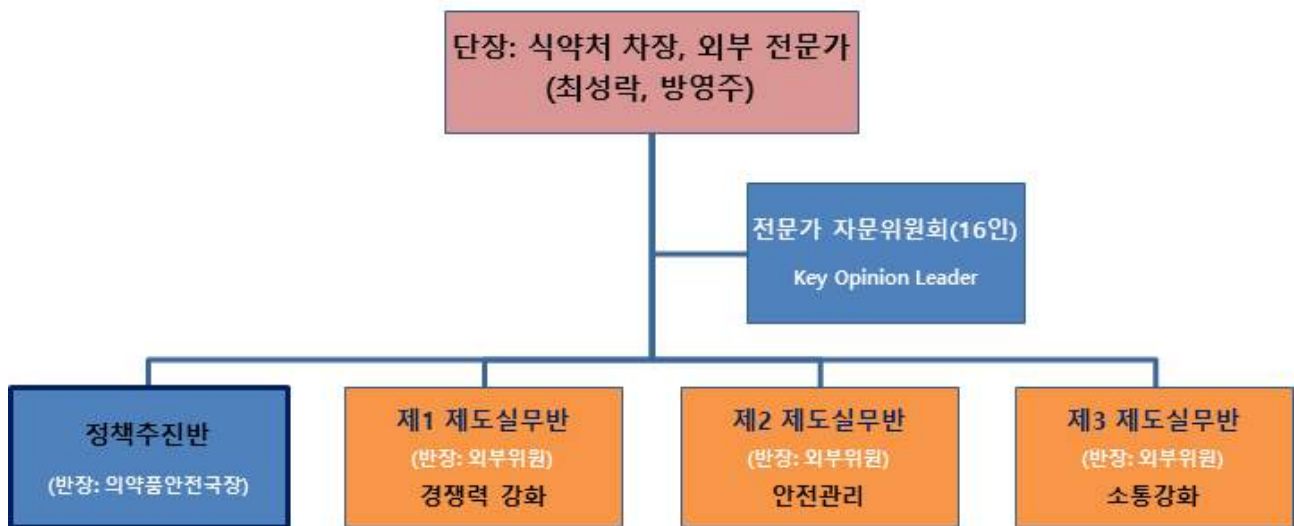 단장: 식약처 차장, 외부 전문가
(최성락, 방영주)
전문가 자문위원회(16인)
Key Opinion Leader
정책추진반
(반장: 의약품안전국장)
제1 제도실무반
(반장: 외부위원)
경쟁력 강화
제2 제도실무반
(반장: 외부위원)
안전관리
제3 제도실무반
(반장: 외부위원)
소통강화